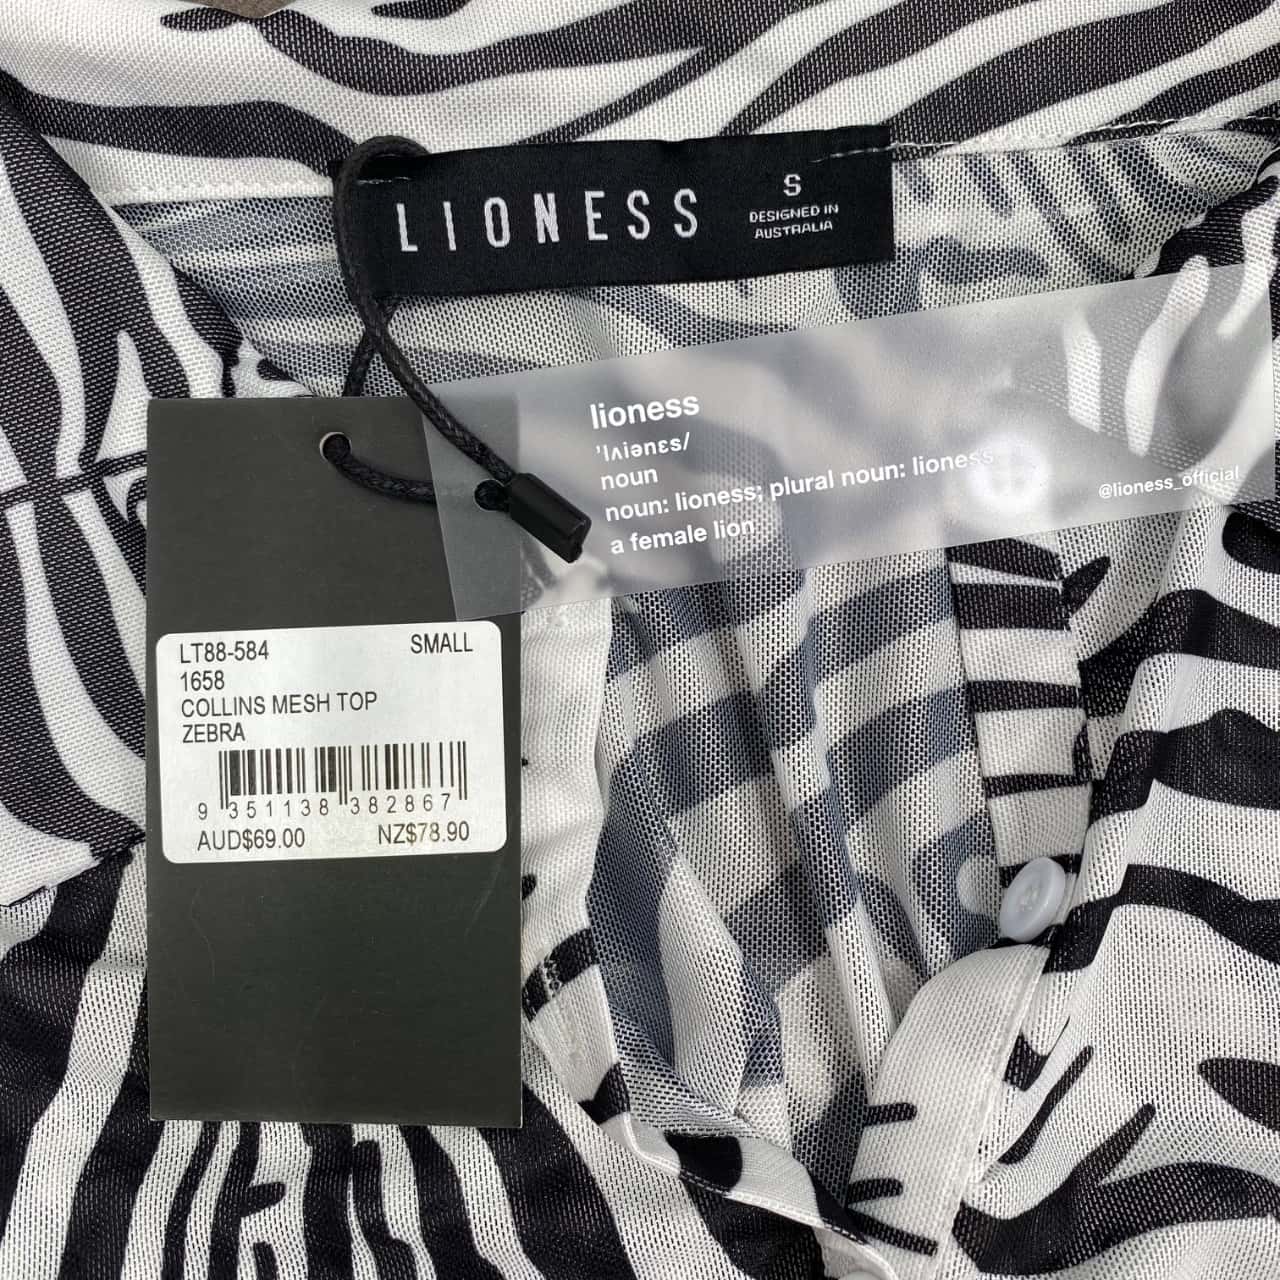 LIONESS
S
DESIGNED IN
AUSTRALIA
lioness
'lʌiənɛs/
noun
noun: lioness; plural noun: lioness
a female lion
@lioness_official
LT88-584 SMALL
1658
COLLINS MESH TOP
ZEBRA
9 351138 382867
AUD$69.00 NZ$78.90